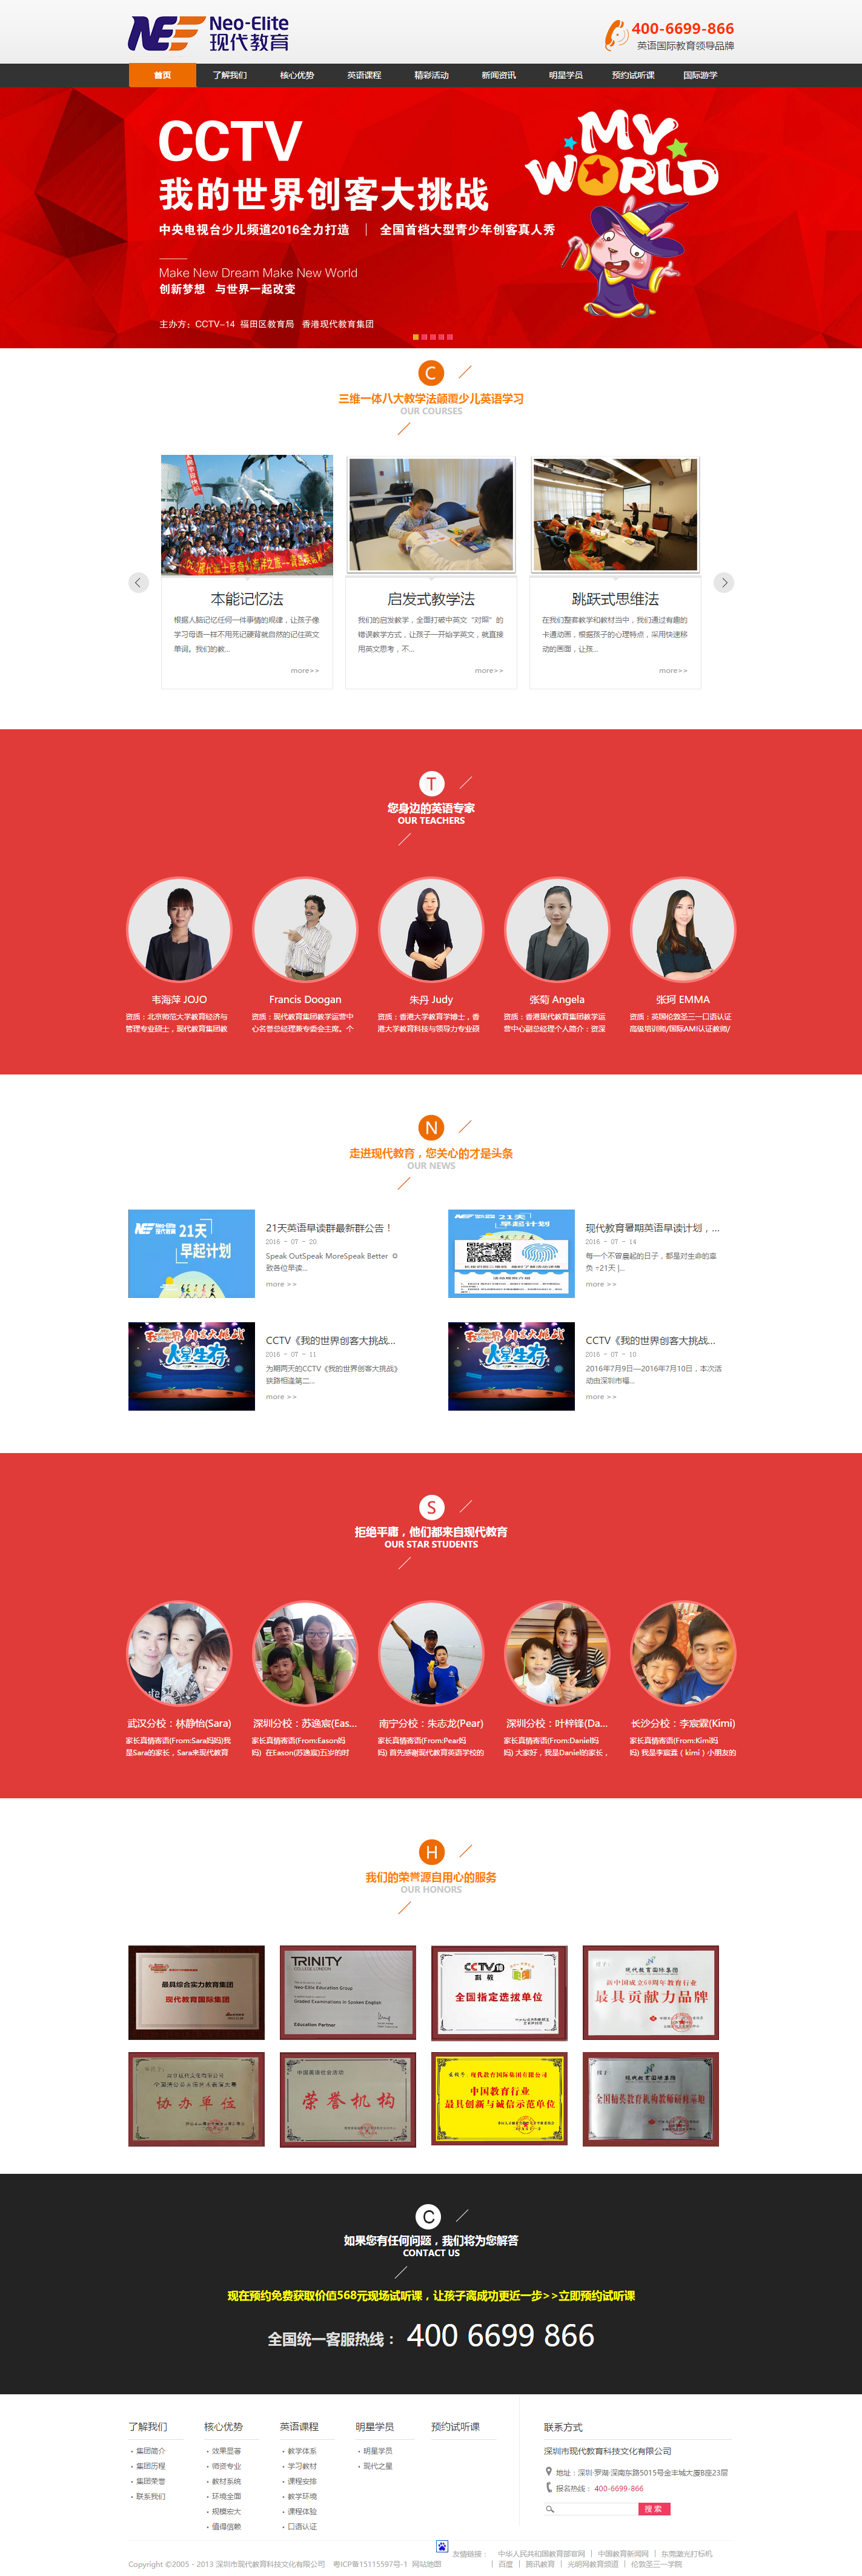 Neo-Elite
现代教育
400-6699-866
英语国际教育领导品牌
首页 了解我们 核心优势 英语课程 精彩活动 新闻资讯 明星学员 预约试听课 国际游学
CCTV
MY WORLD
我的世界创客大挑战
中央电视台少儿频道2016全力打造 | 全国首档大型青少年创客真人秀
Make New Dream Make New World
创新梦想 与世界一起改变
主办方：CCTV-14 福田区教育局 香港现代教育集团
C
三维一体八大教学法颠覆少儿英语学习
OUR COURSES
本能记忆法
根据人脑记忆任何一件事情的规律，让孩子像
学习母语一样不用死记硬背就自然的记住英文
单词。我们的教...
more>>
启发式教学法
我们的启发教学，全面打破中英文“对照”的
错误教学方式，让孩子一开始学英文，就直接
用英文思考，不...
more>>
跳跃式思维法
在我们整套教学和教材当中，我们通过有趣的
卡通动画，根据孩子的心理特点，采用快速移
动的画面，让孩...
more>>
T
您身边的英语专家
OUR TEACHERS
韦海萍 JOJO
资质：北京师范大学教育经济与
管理专业硕士，现代教育集团教
Francis Doogan
资质：现代教育集团教学运营中
心名誉总经理兼专委会主席。个
朱丹 Judy
资质：香港大学教育学博士，香
港大学教育科技与领导力专业硕
张菊 Angela
资质：香港现代教育集团教学运
营中心副总经理个人简介：资深
张珂 EMMA
资质：英国伦敦圣三一口语认证
高级培训师/国际AMI认证教师/
N
走进现代教育，您关心的才是头条
OUR NEWS
21天
早起计划
21天英语早读群最新群公告！
2016 - 07 - 20
Speak OutSpeak MoreSpeak Better
致各位早读...
more >>
21天
早起计划
现代教育暑期英语早读计划，...
2016 - 07 - 14
每一个不曾晨起的日子，都是对生命的辜
负 -21天 |...
more >>
CCTV《我的世界创客大挑战...
2016 - 07 - 11
为期两天的CCTV《我的世界创客大挑战》
狭路相逢第二...
more >>
CCTV《我的世界创客大挑战...
2016 - 07 - 10
2016年7月9日—2016年7月10日，本次活
动由深圳市福...
more >>
S
拒绝平庸，他们都来自现代教育
OUR STAR STUDENTS
武汉分校：林静怡(Sara)
家长真情寄语(From:Sara妈妈)我
是Sara的家长，Sara来现代教育
深圳分校：苏逸宸(Eas...
家长真情寄语(From:Eason妈
妈) 在Eason(苏逸宸)五岁的时
南宁分校：朱志龙(Pear)
家长真情寄语(From:Pear妈
妈) 首先感谢现代教育英语学校的
深圳分校：叶梓锋(Da...
家长真情寄语(From:Daniel妈
妈) 大家好，我是Daniel的家长，
长沙分校：李宸霖(Kimi)
家长真情寄语(From:Kimi妈
妈) 我是李宸霖（kimi）小朋友的
H
我们的荣誉源自用心的服务
OUR HONORS
最具综合实力教育集团
现代教育国际集团
TRINITY
COLLEGE LONDON
Neo-Elite Education Group
Graded Examinations in Spoken English
Education Partner
CCTV
科教
全国指定选拔单位
现代教育国际集团
新中国成立60周年教育行业
最具贡献力品牌
协办单位
荣誉机构
现代教育国际集团有限公司
中国教育行业
最具创新与诚信示范单位
现代教育国际集团
全国精英教育机构教师研修基地
C
如果您有任何问题，我们将为您解答
CONTACT US
现在预约免费获取价值568元现场试听课，让孩子离成功更近一步>>立即预约试听课
全国统一客服热线： 400 6699 866
了解我们
集团简介
集团历程
集团荣誉
联系我们
核心优势
效果显著
师资专业
教材系统
环境全面
规模宏大
值得信赖
英语课程
教学体系
学习教材
课程安排
教学环境
课程体验
口语认证
明星学员
明星学员
现代之星
预约试听课
联系方式
深圳市现代教育科技文化有限公司
地址：深圳·罗湖·深南东路5015号金丰城大厦B座23层
报名热线： 400-6699-866
搜 索
友情链接： 中华人民共和国教育部官网 | 中国教育新闻网 | 东莞激光打标机
| 百度 | 腾讯教育 | 光明网教育频道 | 伦敦圣三一学院
Copyright ©2005 - 2013 深圳市现代教育科技文化有限公司 粤ICP备15115597号-1 网站地图